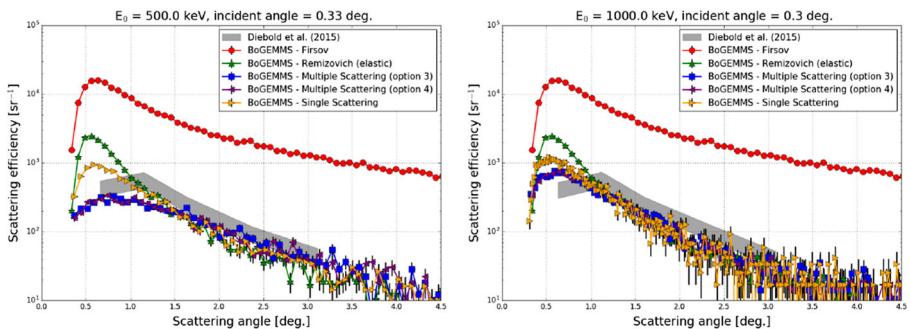 E₀ = 500.0 keV, incident angle = 0.33 deg.
10⁵
10⁴
10³
10²
10¹
Scattering efficiency [sr⁻¹]
Diebold et al. (2015)
BoGEMMS - Firsov
BoGEMMS - Remizovich (elastic)
BoGEMMS - Multiple Scattering (option 3)
BoGEMMS - Multiple Scattering (option 4)
BoGEMMS - Single Scattering
0.0 0.5 1.0 1.5 2.0 2.5 3.0 3.5 4.0 4.5
Scattering angle [deg.]
E₀ = 1000.0 keV, incident angle = 0.3 deg.
10⁵
10⁴
10³
10²
10¹
Scattering efficiency [sr⁻¹]
Diebold et al. (2015)
BoGEMMS - Firsov
BoGEMMS - Remizovich (elastic)
BoGEMMS - Multiple Scattering (option 3)
BoGEMMS - Multiple Scattering (option 4)
BoGEMMS - Single Scattering
0.0 0.5 1.0 1.5 2.0 2.5 3.0 3.5 4.0 4.5
Scattering angle [deg.]